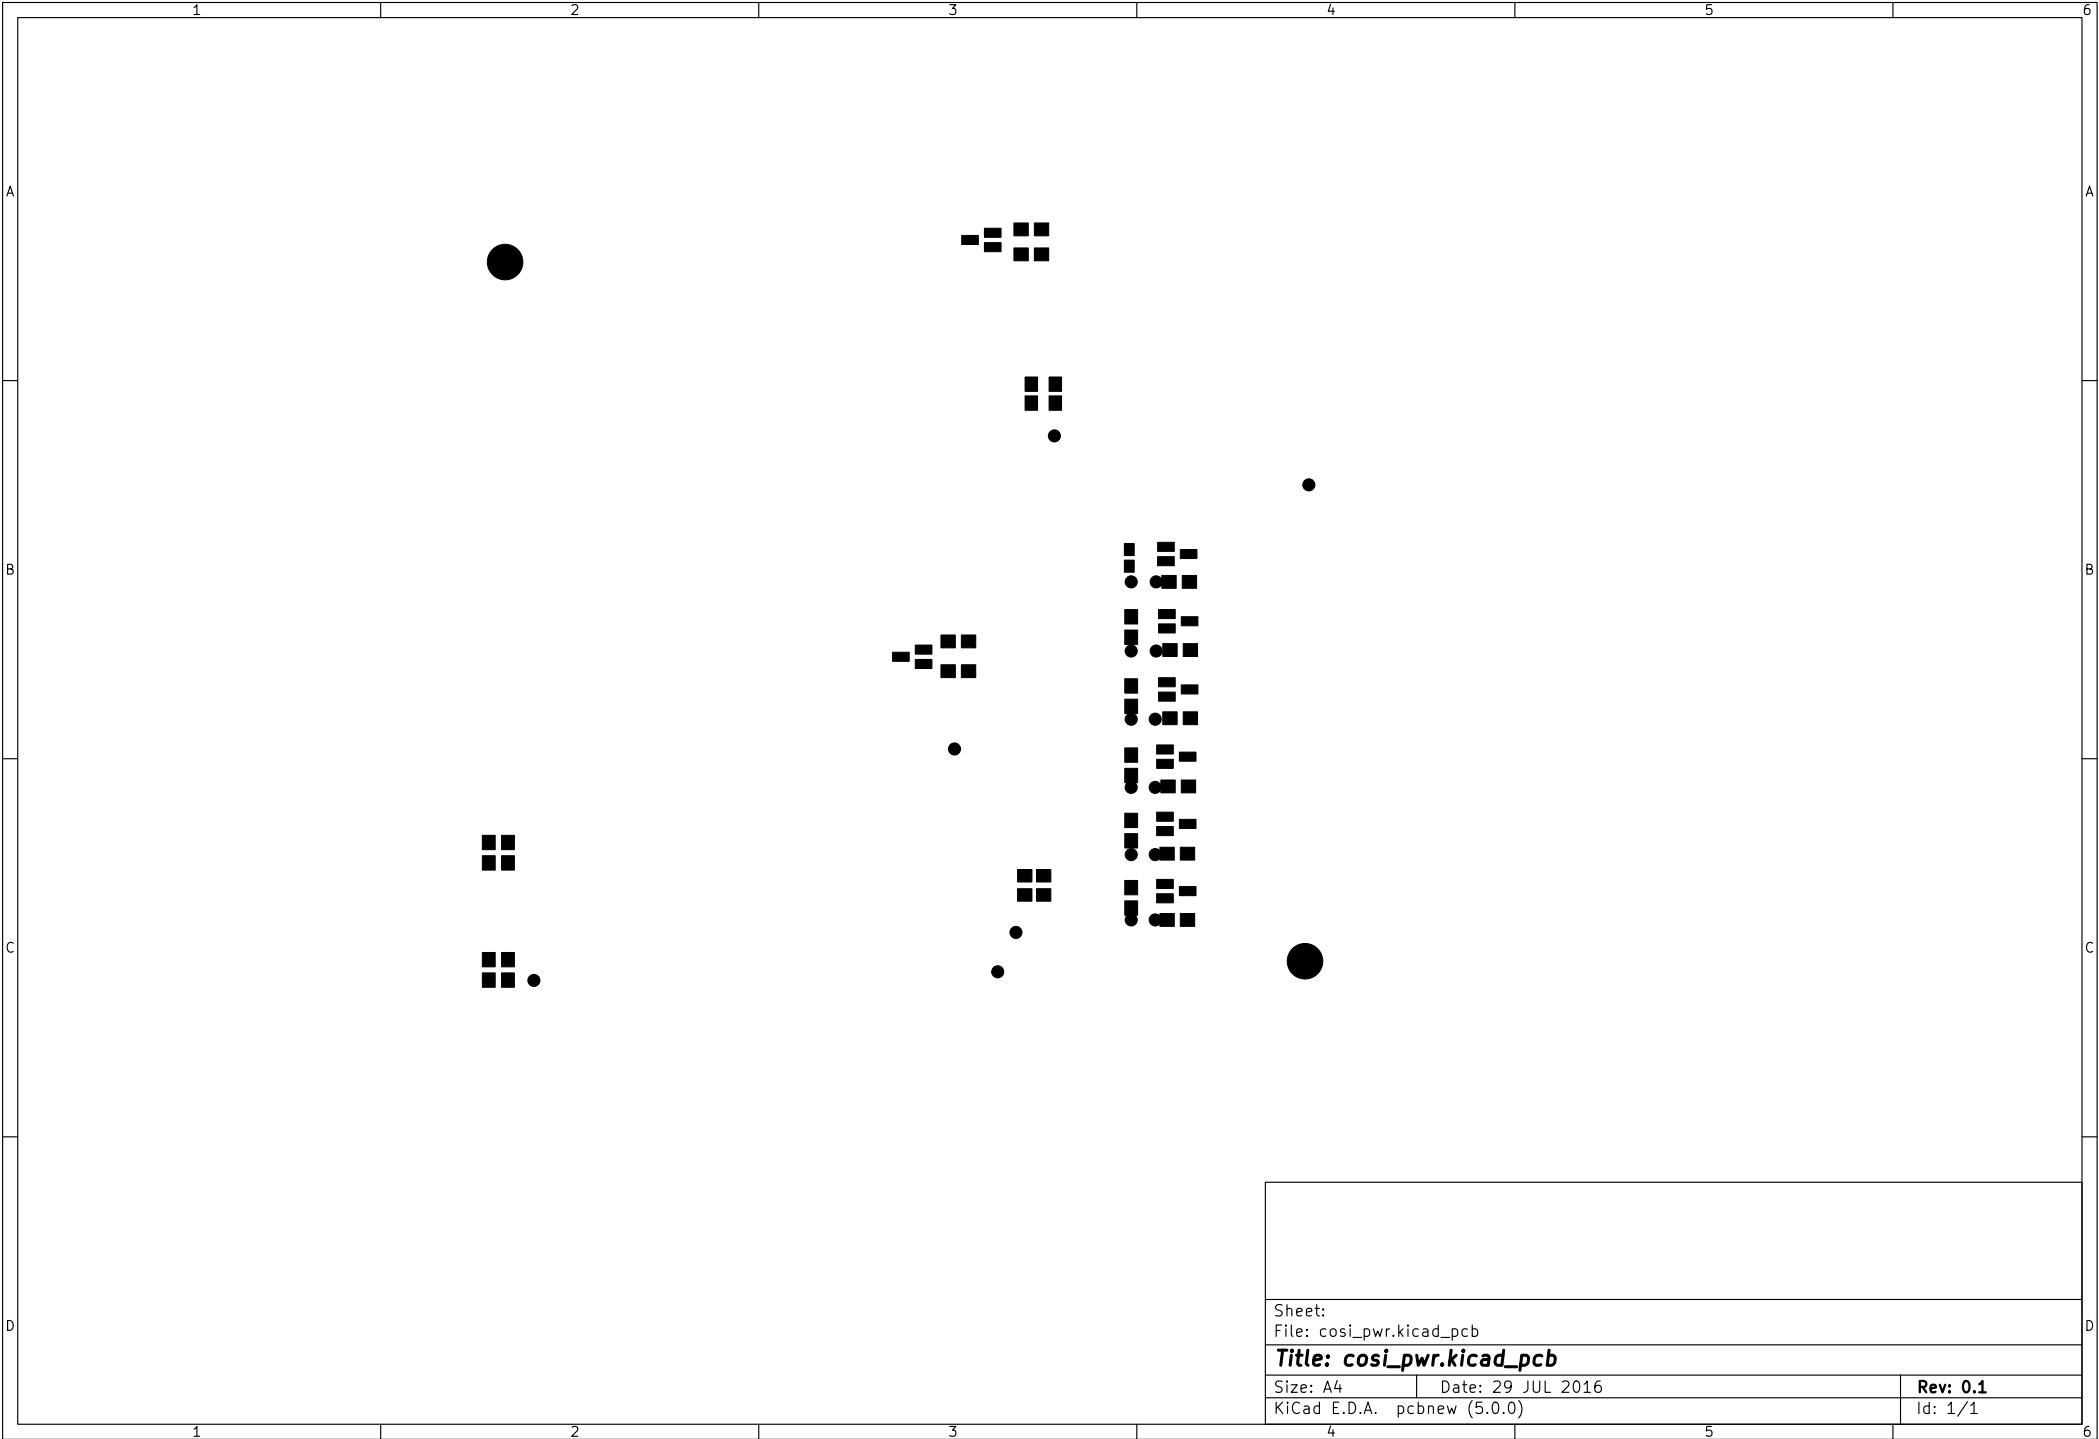 1 2 3 4 5 6
A A
B B
C C
Sheet:
File: cosi_pwr.kicad_pcb
D D
Title: cosi_pwr.kicad_pcb
Size: A4 Date: 29 JUL 2016 Rev: 0.1
KiCad E.D.A. pcbnew (5.0.0) Id: 1/1
1 2 3 4 5 6